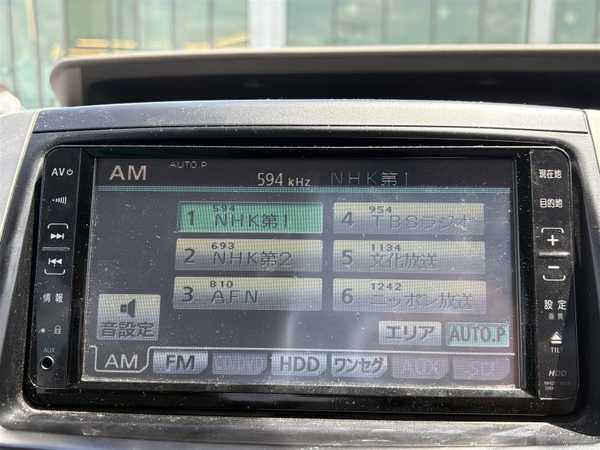 AM AUTO.P
594 kHz NHK第1
1 594 NHK第1
4 954 TBSラジオ
2 693 NHK第2
5 1134 文化放送
3 810 AFN
6 1242 ニッポン放送
音設定
エリア AUTO.P
AM FM CD/DVD HDD ワンセグ AUX SD
AV
情報
AUX
現在地
目的地
+
−
設定
TILT
HDD